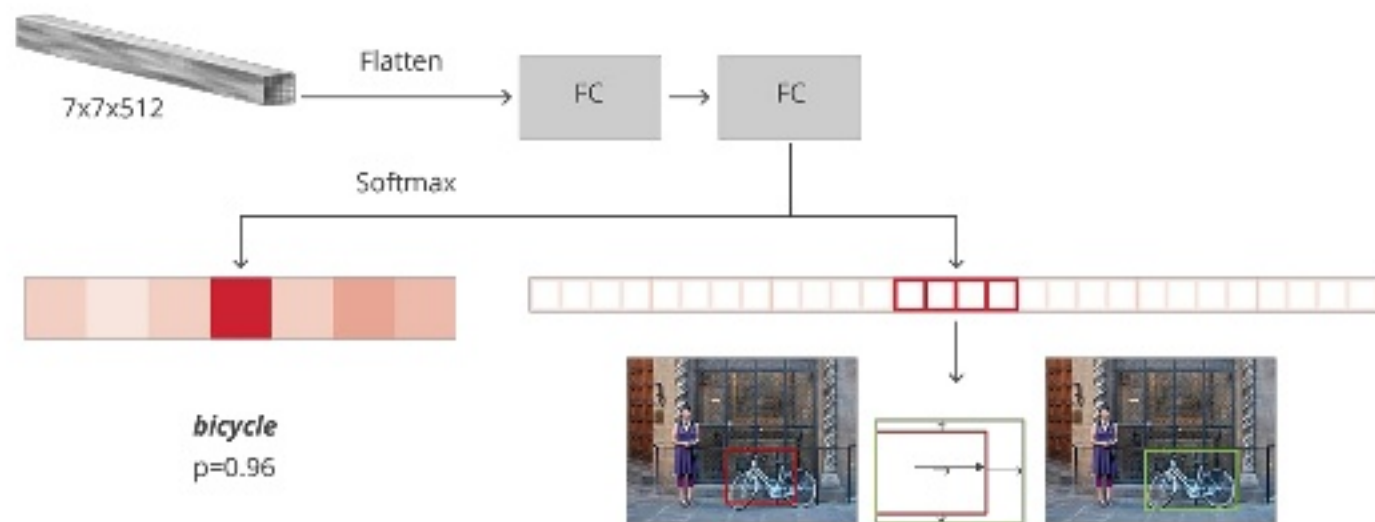 Flatten
FC
FC
7x7x512
Softmax
bicycle
p=0.96